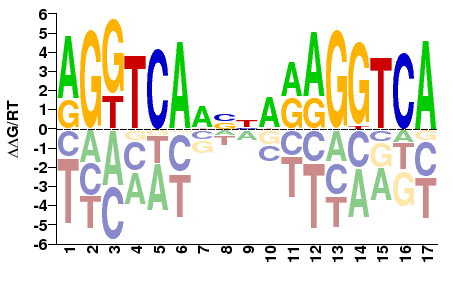 6
5
4
3
2
1
0
-1
-2
-3
-4
-5
-6
ΔΔG/RT
A G G T C A A C T A A A G G T C A
G G T A G G G T
C A A G G T C G A G C C A C C A G
T C C C T C G T C T C C C G T C
T A A T T T T A A G T
1 2 3 4 5 6 7 8 9 10 11 12 13 14 15 16 17